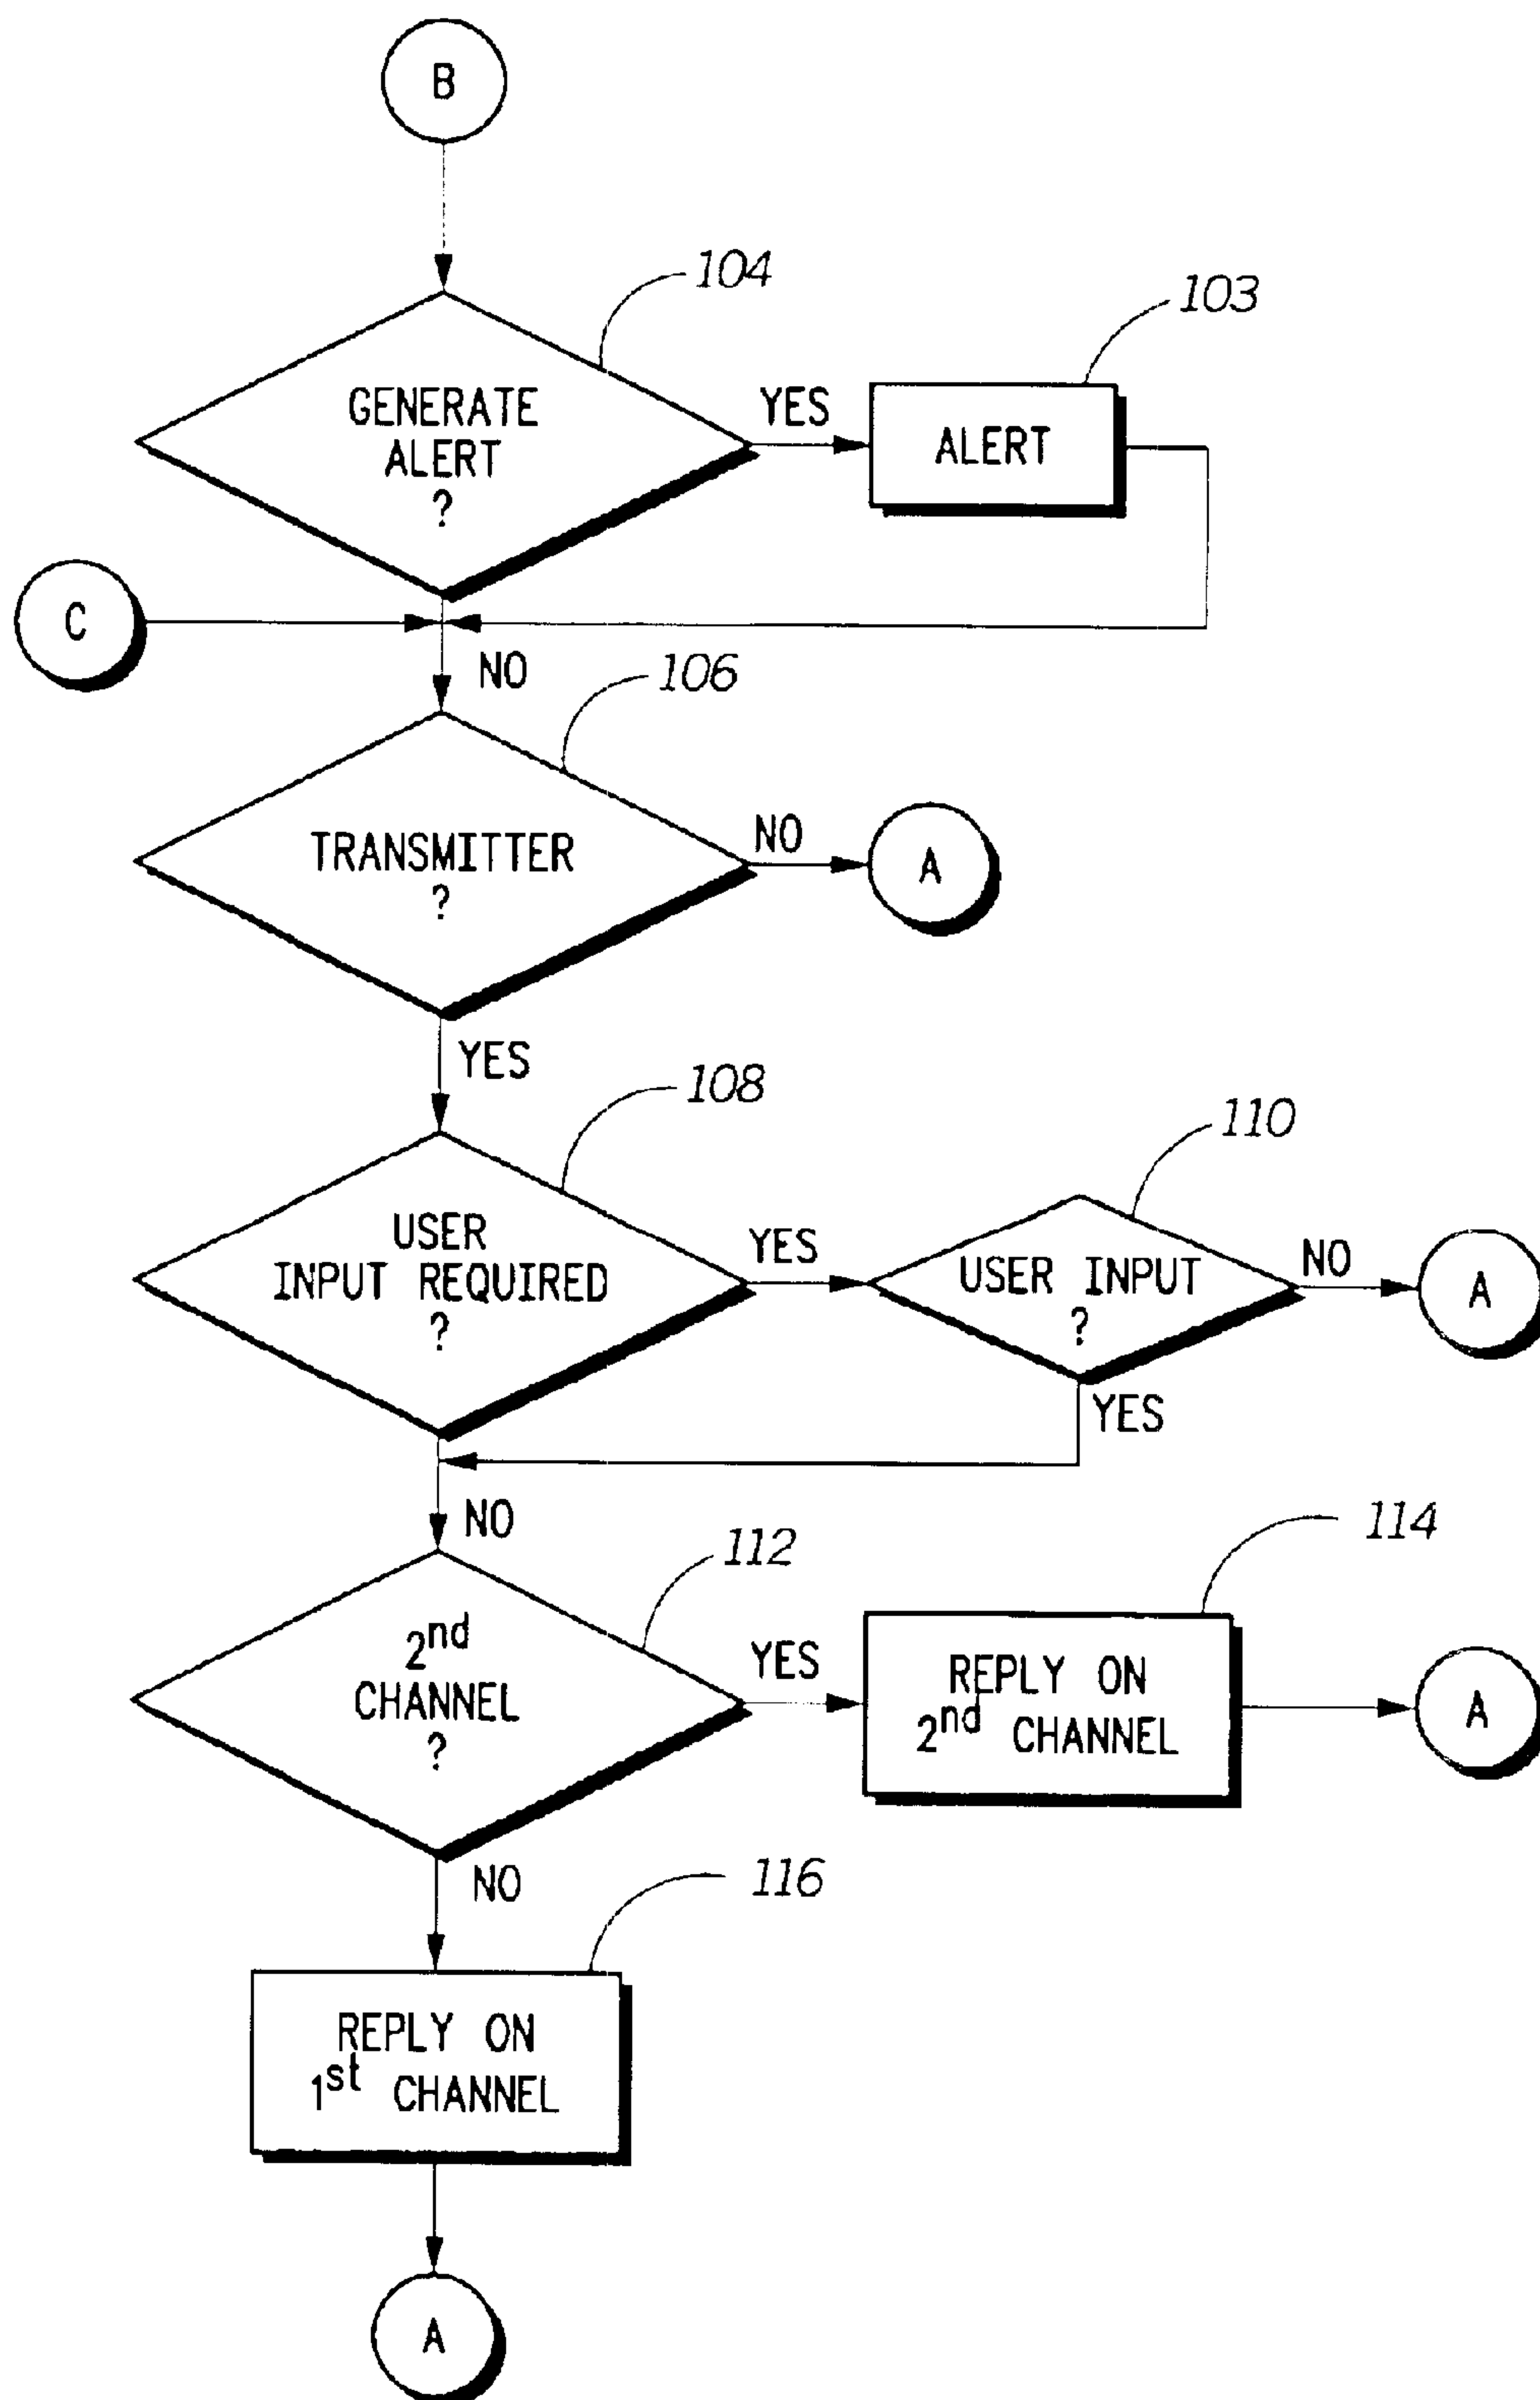 B
104
103
GENERATE
ALERT
?
YES
ALERT
C
NO
106
TRANSMITTER
?
NO
A
YES
108
110
USER
INPUT REQUIRED
?
YES
USER INPUT
?
NO
A
YES
NO
112
114
2nd
CHANNEL
?
YES
REPLY ON
2nd CHANNEL
A
NO
116
REPLY ON
1st CHANNEL
A